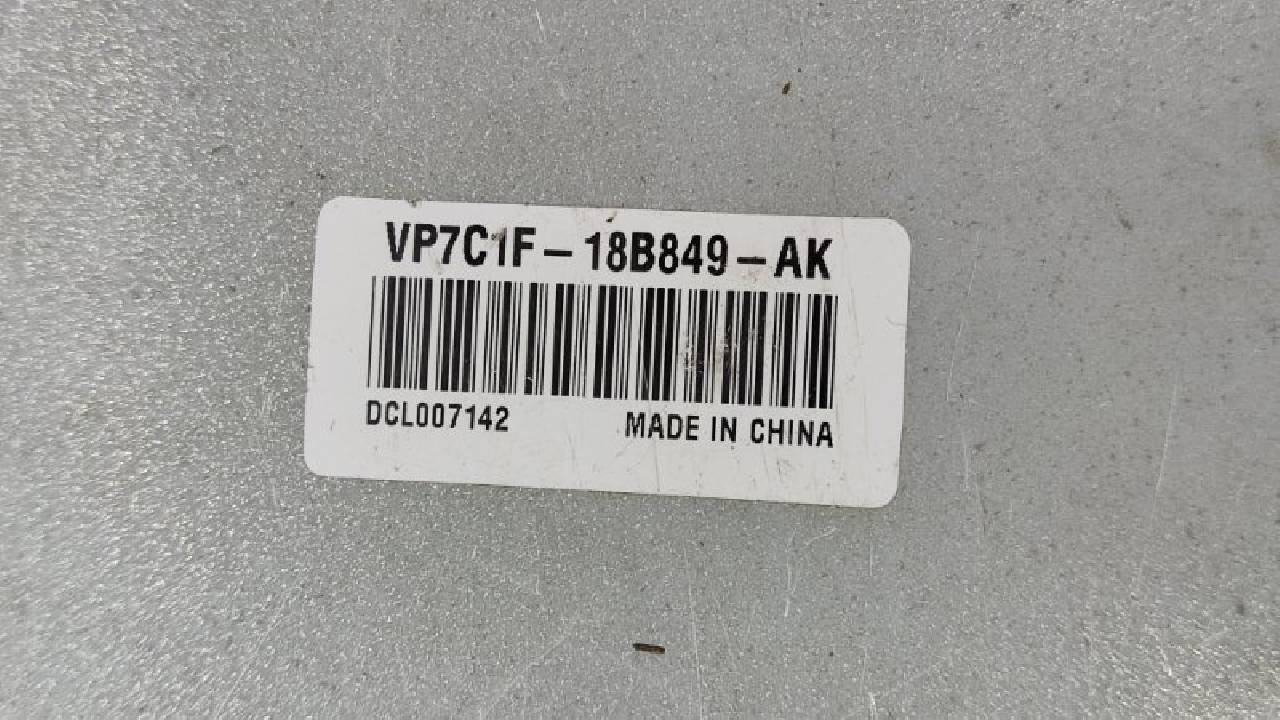 VP7C1F-18B849-AK
DCL007142 MADE IN CHINA